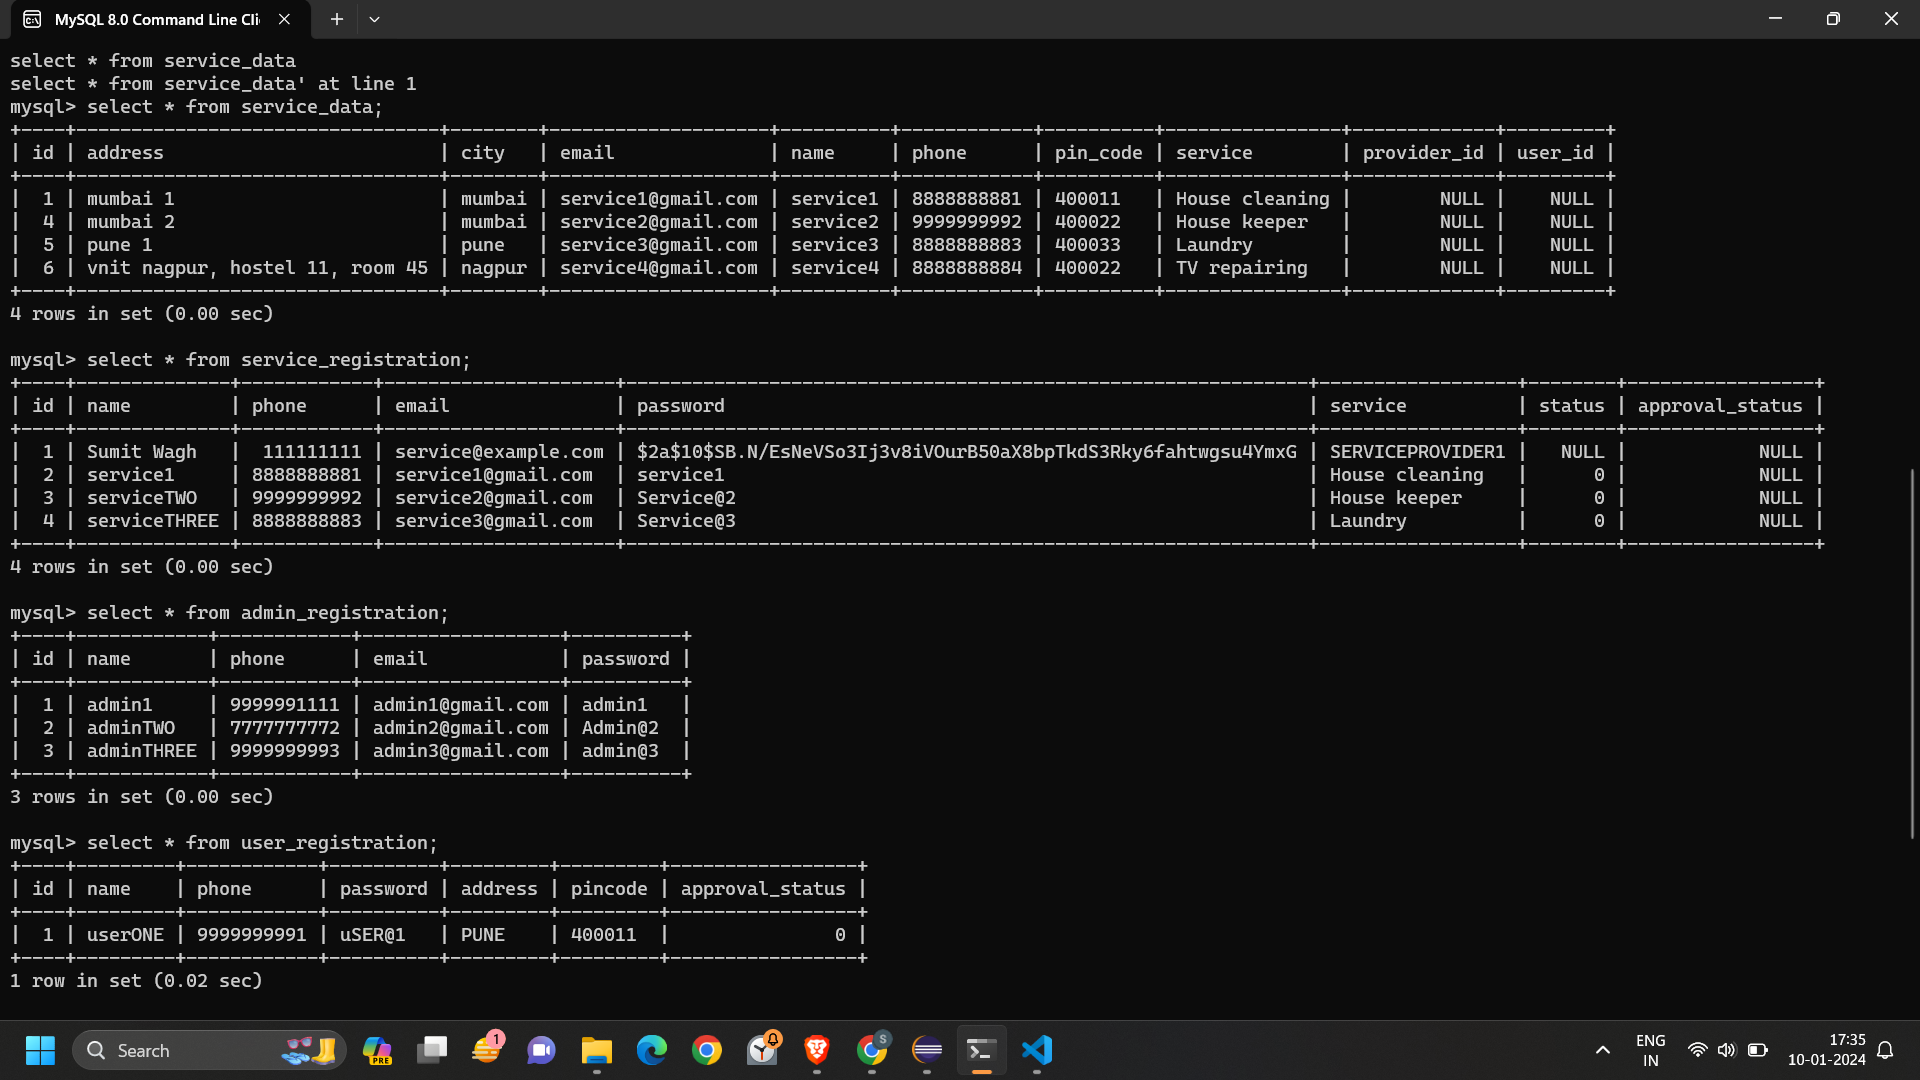 MySQL 8.0 Command Line Cli
select * from service_data
select * from service_data' at line 1
mysql> select * from service_data;
+----+---------------------------------+--------+--------------------+----------+------------+----------+----------------+-------------+---------+
| id | address                         | city   | email              | name     | phone      | pin_code | service        | provider_id | user_id |
+----+---------------------------------+--------+--------------------+----------+------------+----------+----------------+-------------+---------+
|  1 | mumbai 1                        | mumbai | service1@gmail.com | service1 | 8888888881 | 400011   | House cleaning |        NULL |    NULL |
|  4 | mumbai 2                        | mumbai | service2@gmail.com | service2 | 9999999992 | 400022   | House keeper   |        NULL |    NULL |
|  5 | pune 1                          | pune   | service3@gmail.com | service3 | 8888888883 | 400033   | Laundry        |        NULL |    NULL |
|  6 | vnit nagpur, hostel 11, room 45 | nagpur | service4@gmail.com | service4 | 8888888884 | 400022   | TV repairing   |        NULL |    NULL |
+----+---------------------------------+--------+--------------------+----------+------------+----------+----------------+-------------+---------+
4 rows in set (0.00 sec)
mysql> select * from service_registration;
+----+--------------+------------+---------------------+--------------------------------------------------------------+------------------+--------+-----------------+
| id | name         | phone      | email               | password                                                     | service          | status | approval_status |
+----+--------------+------------+---------------------+--------------------------------------------------------------+------------------+--------+-----------------+
|  1 | Sumit Wagh   |  111111111 | service@example.com | $2a$10$SB.N/EsNeVSo3Ij3v8iVOurB50aX8bpTkdS3Rky6fahtwgsu4YmxG | SERVICEPROVIDER1 |   NULL |            NULL |
|  2 | service1     | 8888888881 | service1@gmail.com  | service1                                                     | House cleaning   |      0 |            NULL |
|  3 | serviceTWO   | 9999999992 | service2@gmail.com  | Service@2                                                    | House keeper     |      0 |            NULL |
|  4 | serviceTHREE | 8888888883 | service3@gmail.com  | Service@3                                                    | Laundry          |      0 |            NULL |
+----+--------------+------------+---------------------+--------------------------------------------------------------+------------------+--------+-----------------+
4 rows in set (0.00 sec)
mysql> select * from admin_registration;
+----+------------+------------+------------------+----------+
| id | name       | phone      | email            | password |
+----+------------+------------+------------------+----------+
|  1 | admin1     | 9999991111 | admin1@gmail.com | admin1   |
|  2 | adminTWO   | 7777777772 | admin2@gmail.com | Admin@2  |
|  3 | adminTHREE | 9999999993 | admin3@gmail.com | admin@3  |
+----+------------+------------+------------------+----------+
3 rows in set (0.00 sec)
mysql> select * from user_registration;
+----+---------+------------+----------+---------+---------+-----------------+
| id | name    | phone      | password | address | pincode | approval_status |
+----+---------+------------+----------+---------+---------+-----------------+
|  1 | userONE | 9999999991 | uSER@1   | PUNE    | 400011  |               0 |
+----+---------+------------+----------+---------+---------+-----------------+
1 row in set (0.02 sec)
Search
PRE
1
S
ENG
IN
17:35
10-01-2024